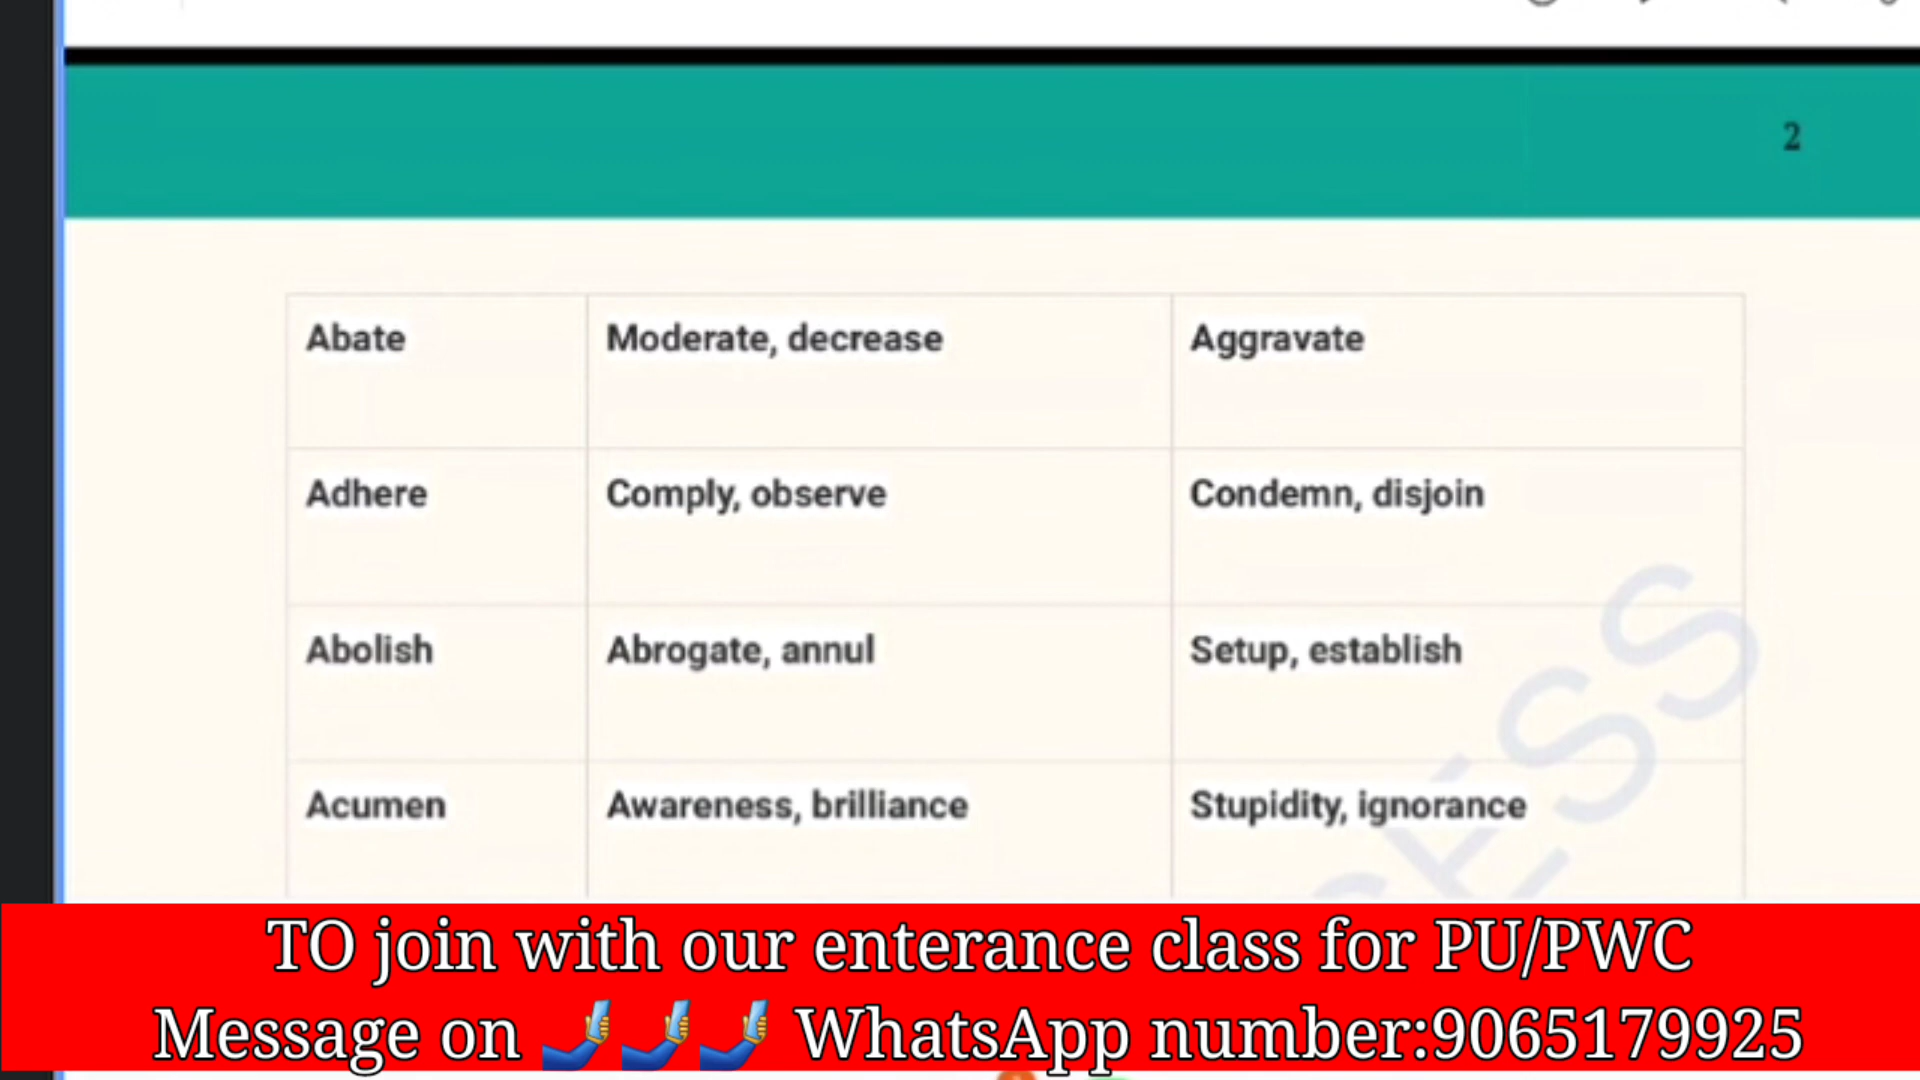 2
Abate Moderate, decrease Aggravate
Adhere Comply, observe Condemn, disjoin
Abolish Abrogate, annul Setup, establish
Acumen Awareness, brilliance Stupidity, ignorance
ESS
TO join with our enterance class for PU/PWC
Message on 🤳🤳🤳 WhatsApp number:9065179925